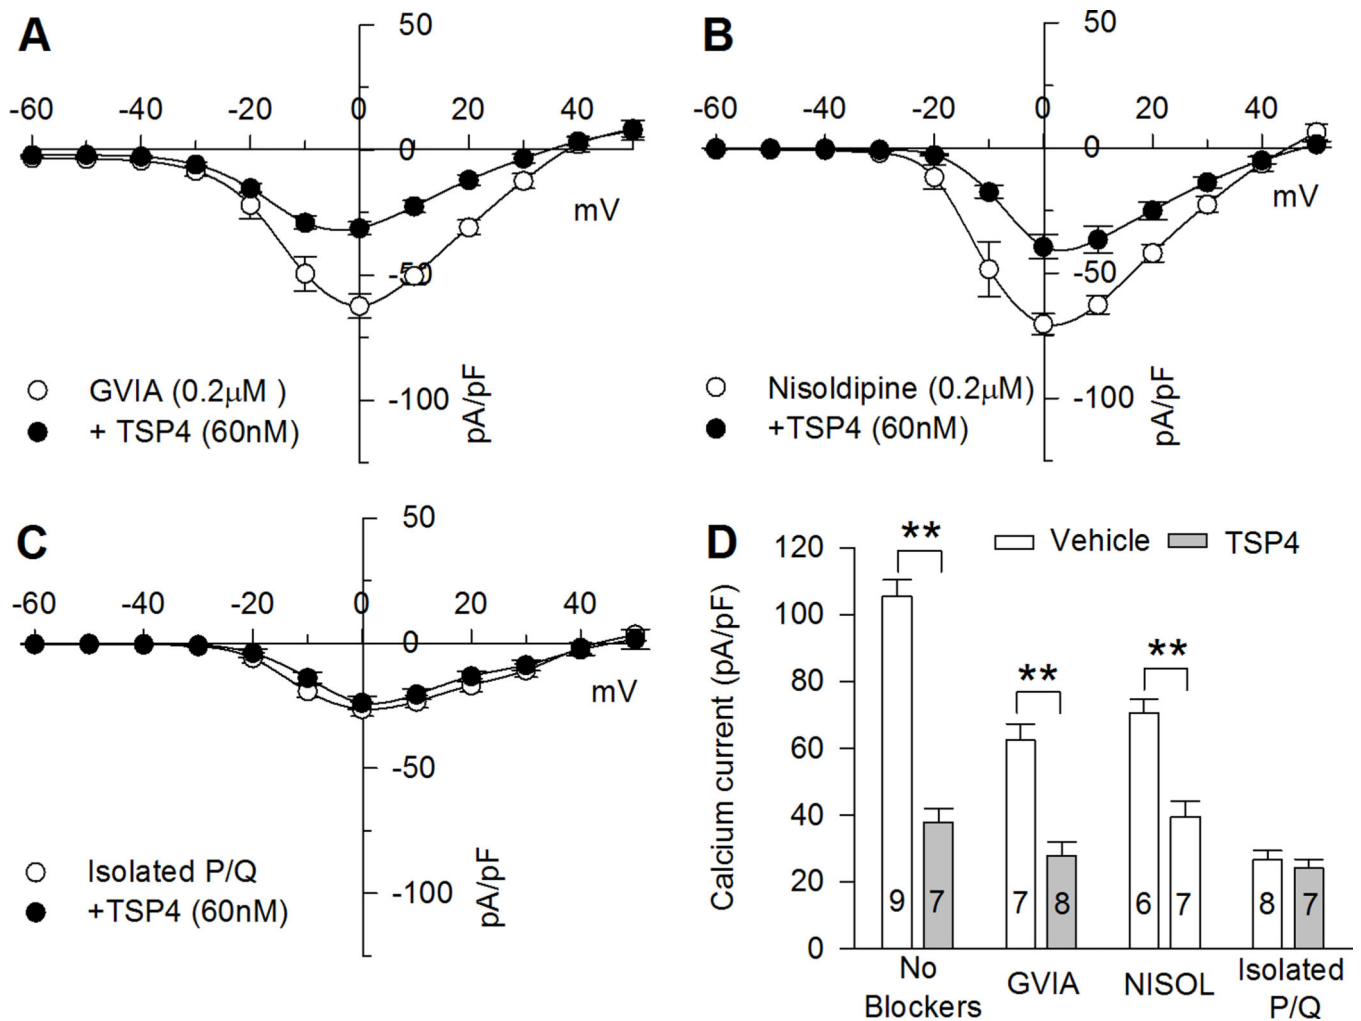 A
50
-60 -40 -20 0 20 40
0
mV
-50
-100
pA/pF
GVIA (0.2μM )
+ TSP4 (60nM)
B
50
-60 -40 -20 0 20 40
0
mV
-50
-100
pA/pF
Nisoldipine (0.2μM)
+TSP4 (60nM)
C
50
-60 -40 -20 0 20 40
0
mV
-50
-100
pA/pF
Isolated P/Q
+TSP4 (60nM)
D
Vehicle TSP4
Calcium current (pA/pF)
120
100
80
60
40
20
0
** ** **
9 7 7 8 6 7 8 7
No
Blockers
GVIA
NISOL
Isolated
P/Q